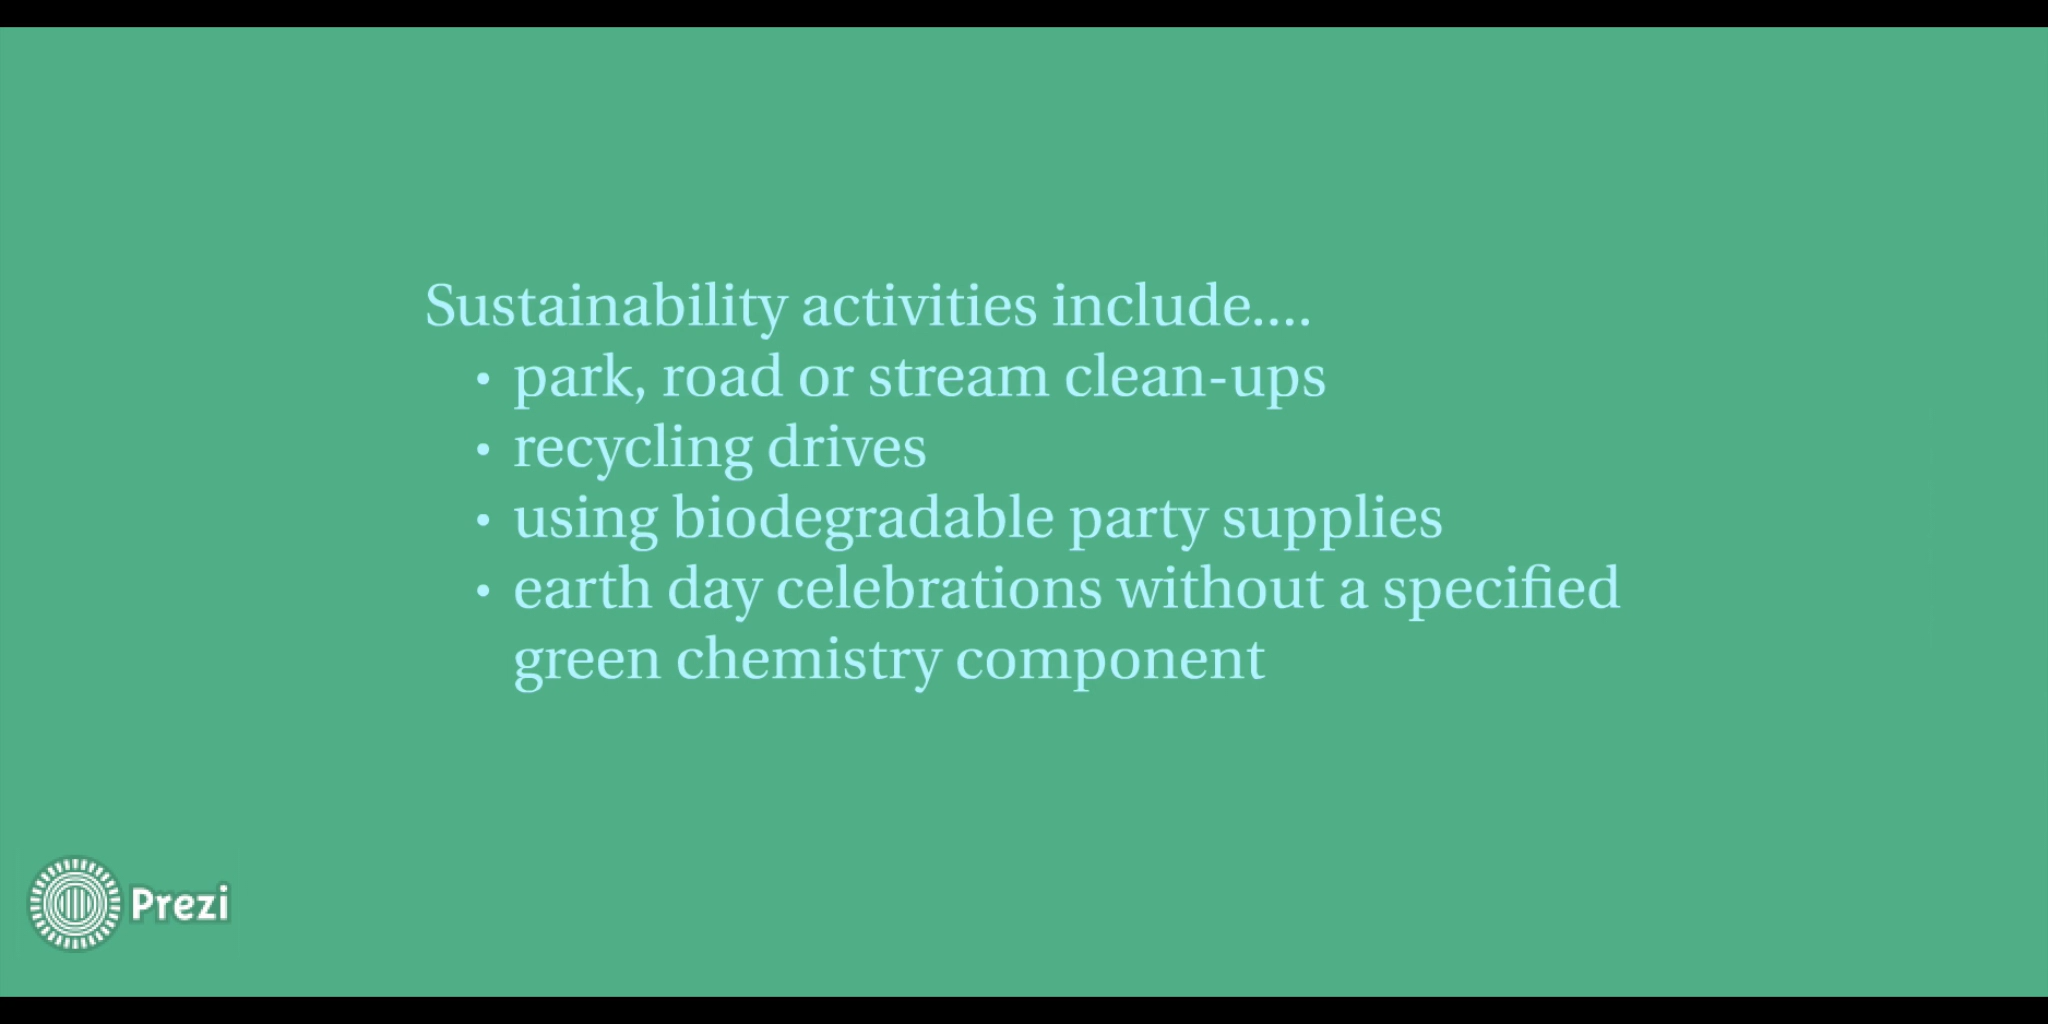 Sustainability activities include....
• park, road or stream clean-ups
• recycling drives
• using biodegradable party supplies
• earth day celebrations without a specified
green chemistry component
Prezi